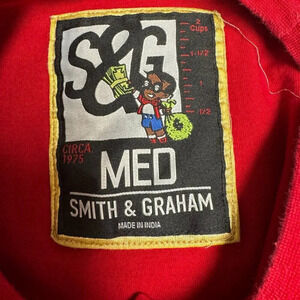 S&G
2
Cups
1-1/2
1
1/2
CIRCA.
1975
MED
SMITH & GRAHAM
MADE IN INDIA